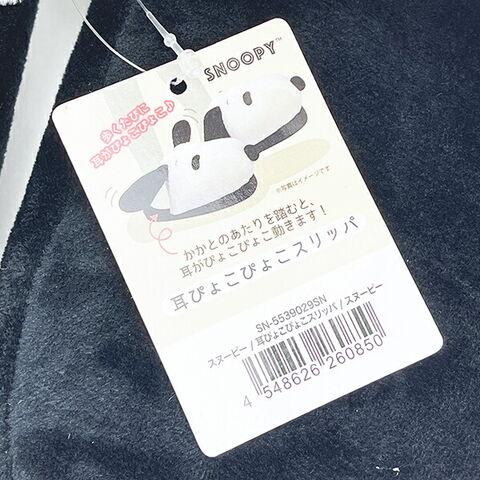 SNOOPY™
歩くたびに
耳がぴょこぴょこ♪
※写真はイメージです
かかとのあたりを踏むと、
耳がぴょこぴょこ動きます！
耳ぴょこぴょこスリッパ
SN-5539029SN
スヌーピー / 耳ぴょこぴょこスリッパ / スヌーピー
4 548626 260850